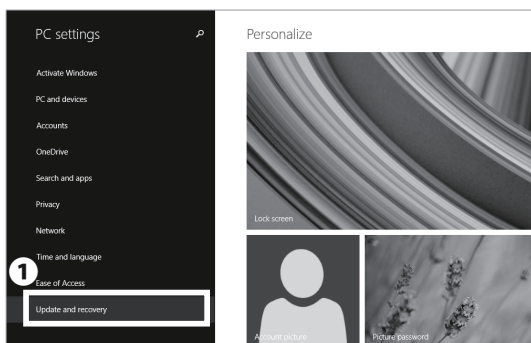 PC settings
Personalize
Activate Windows
PC and devices
Accounts
OneDrive
Search and apps
Privacy
Network
Time and language
1
Ease of Access
Update and recovery
Lock screen
Account picture
Picture password